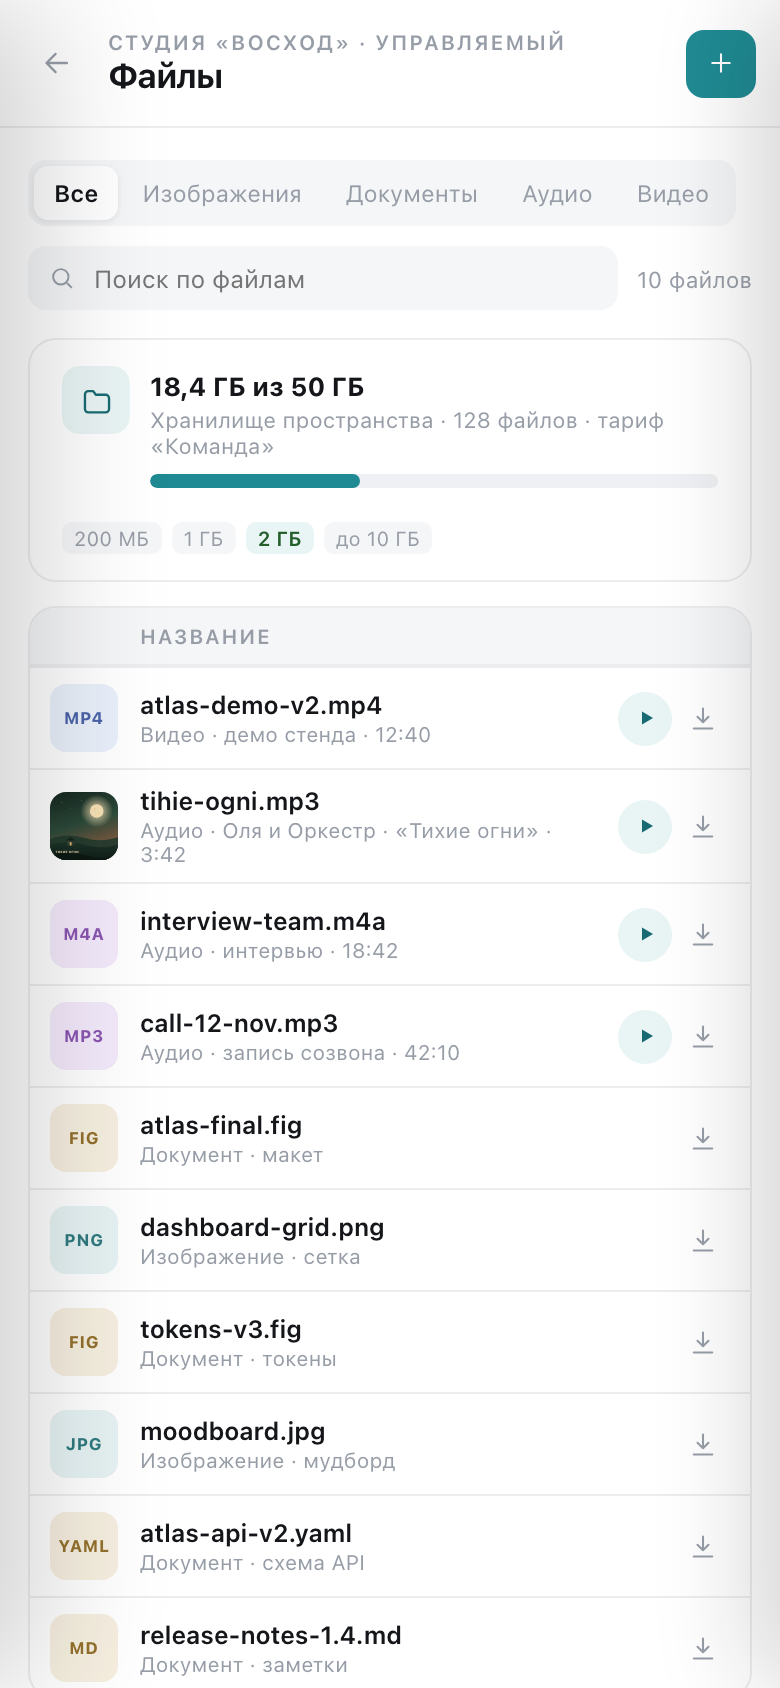 СТУДИЯ «ВОСХОД» · УПРАВЛЯЕМЫЙ
Файлы
Все Изображения Документы Аудио Видео
Поиск по файлам 10 файлов
18,4 ГБ из 50 ГБ
Хранилище пространства · 128 файлов · тариф
«Команда»
200 МБ 1 ГБ 2 ГБ до 10 ГБ
НАЗВАНИЕ
MP4 atlas-demo-v2.mp4
Видео · демо стенда · 12:40
tihie-ogni.mp3
Аудио · Оля и Оркестр · «Тихие огни» ·
3:42
M4A interview-team.m4a
Аудио · интервью · 18:42
MP3 call-12-nov.mp3
Аудио · запись созвона · 42:10
FIG atlas-final.fig
Документ · макет
PNG dashboard-grid.png
Изображение · сетка
FIG tokens-v3.fig
Документ · токены
JPG moodboard.jpg
Изображение · мудборд
YAML atlas-api-v2.yaml
Документ · схема API
MD release-notes-1.4.md
Документ · заметки